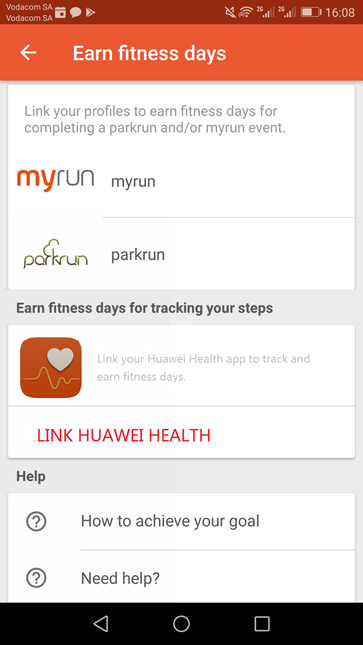 Vodacom SA
Vodacom SA
2G 2G 16:08
Earn fitness days
Link your profiles to earn fitness days for
completing a parkrun and/or myrun event.
myrun myrun
parkrun parkrun
Earn fitness days for tracking your steps
Link your Huawei Health app to track and
earn fitness days.
LINK HUAWEI HEALTH
Help
? How to achieve your goal
? Need help?